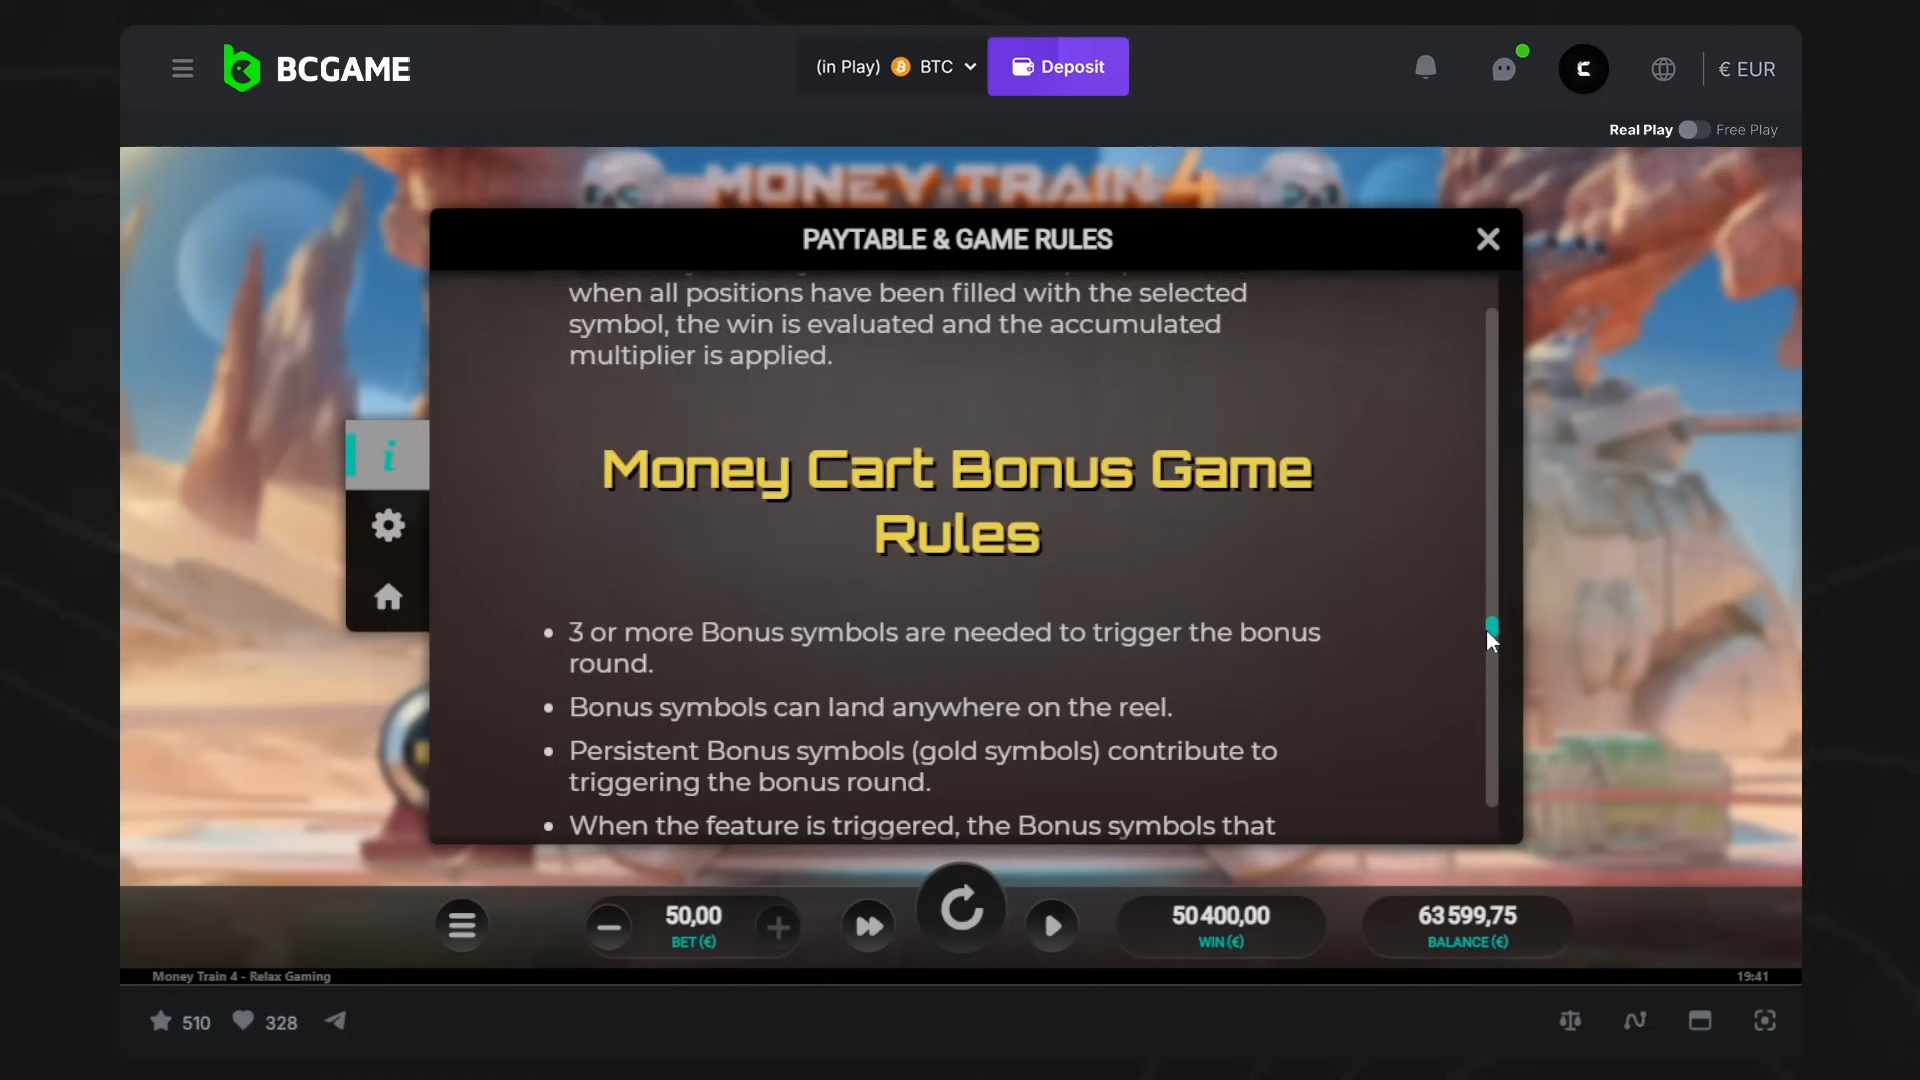 BCGAME
(in Play) BTC
Deposit
€ EUR
Real Play Free Play
MONEY TRAIN 4
PAYTABLE & GAME RULES
when all positions have been filled with the selected
symbol, the win is evaluated and the accumulated
multiplier is applied.
Money Cart Bonus Game
Rules
• 3 or more Bonus symbols are needed to trigger the bonus
round.
• Bonus symbols can land anywhere on the reel.
• Persistent Bonus symbols (gold symbols) contribute to
triggering the bonus round.
• When the feature is triggered, the Bonus symbols that
50,00
BET (€)
50 400,00
WIN (€)
63 599,75
BALANCE (€)
Money Train 4 - Relax Gaming
19:41
510
328